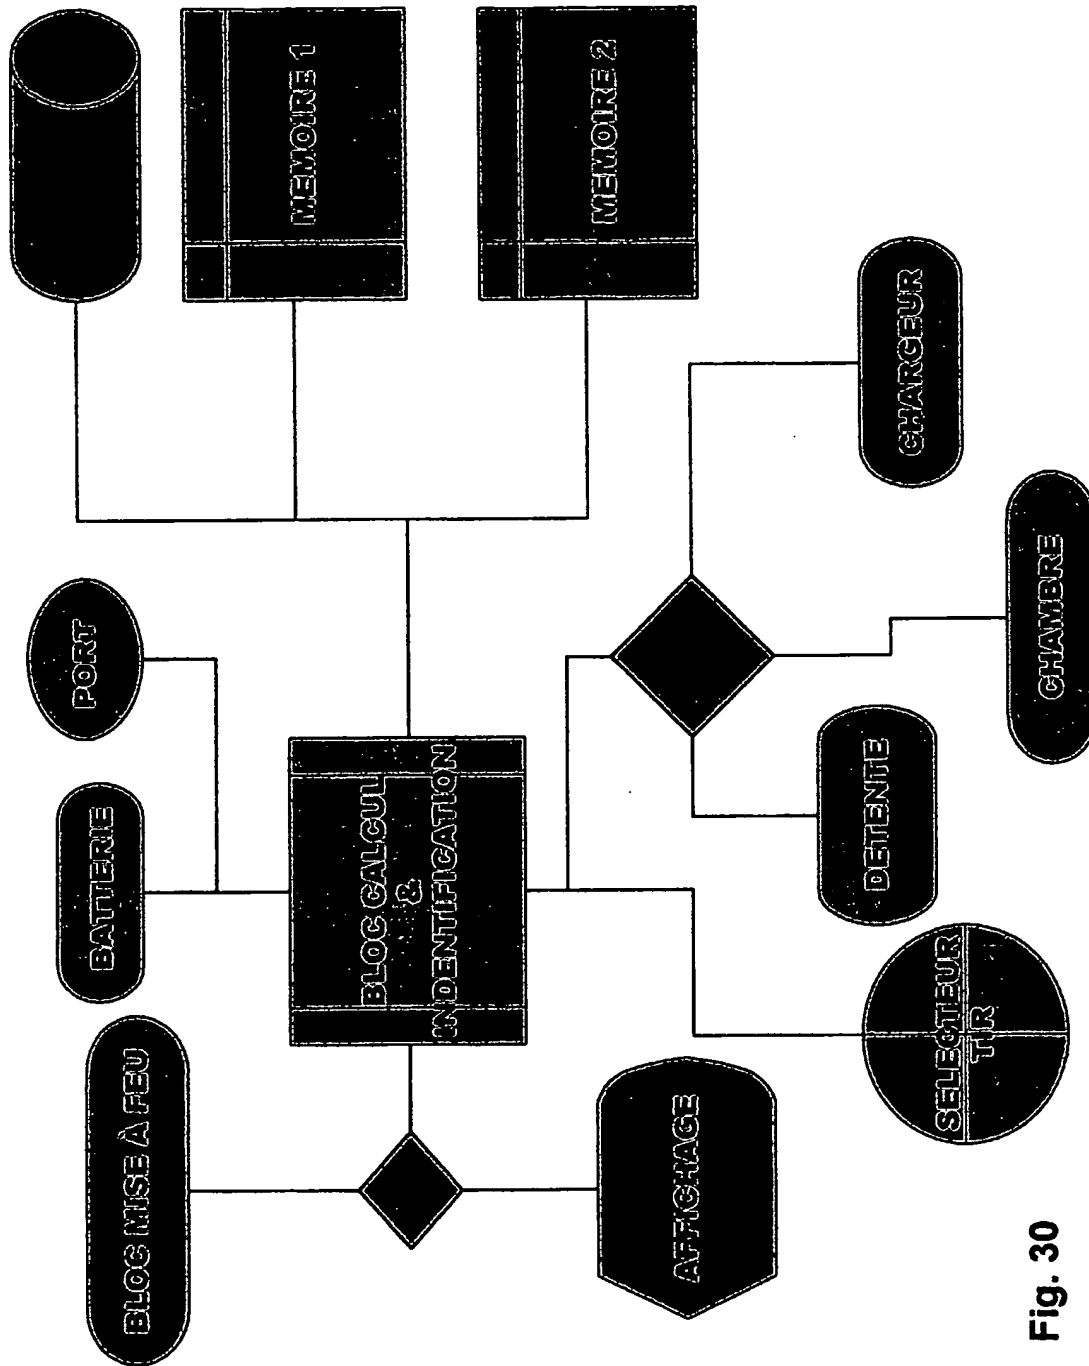 BLOC MISE À FEU
BATTERIE
PORT
BLOC CALCUL
&
INDENTIFICATION
MEMOIRE 1
MEMOIRE 2
AFFICHAGE
SELECTEUR
TIR
DETENTE
CHAMBRE
CHARGEUR
Fig. 30